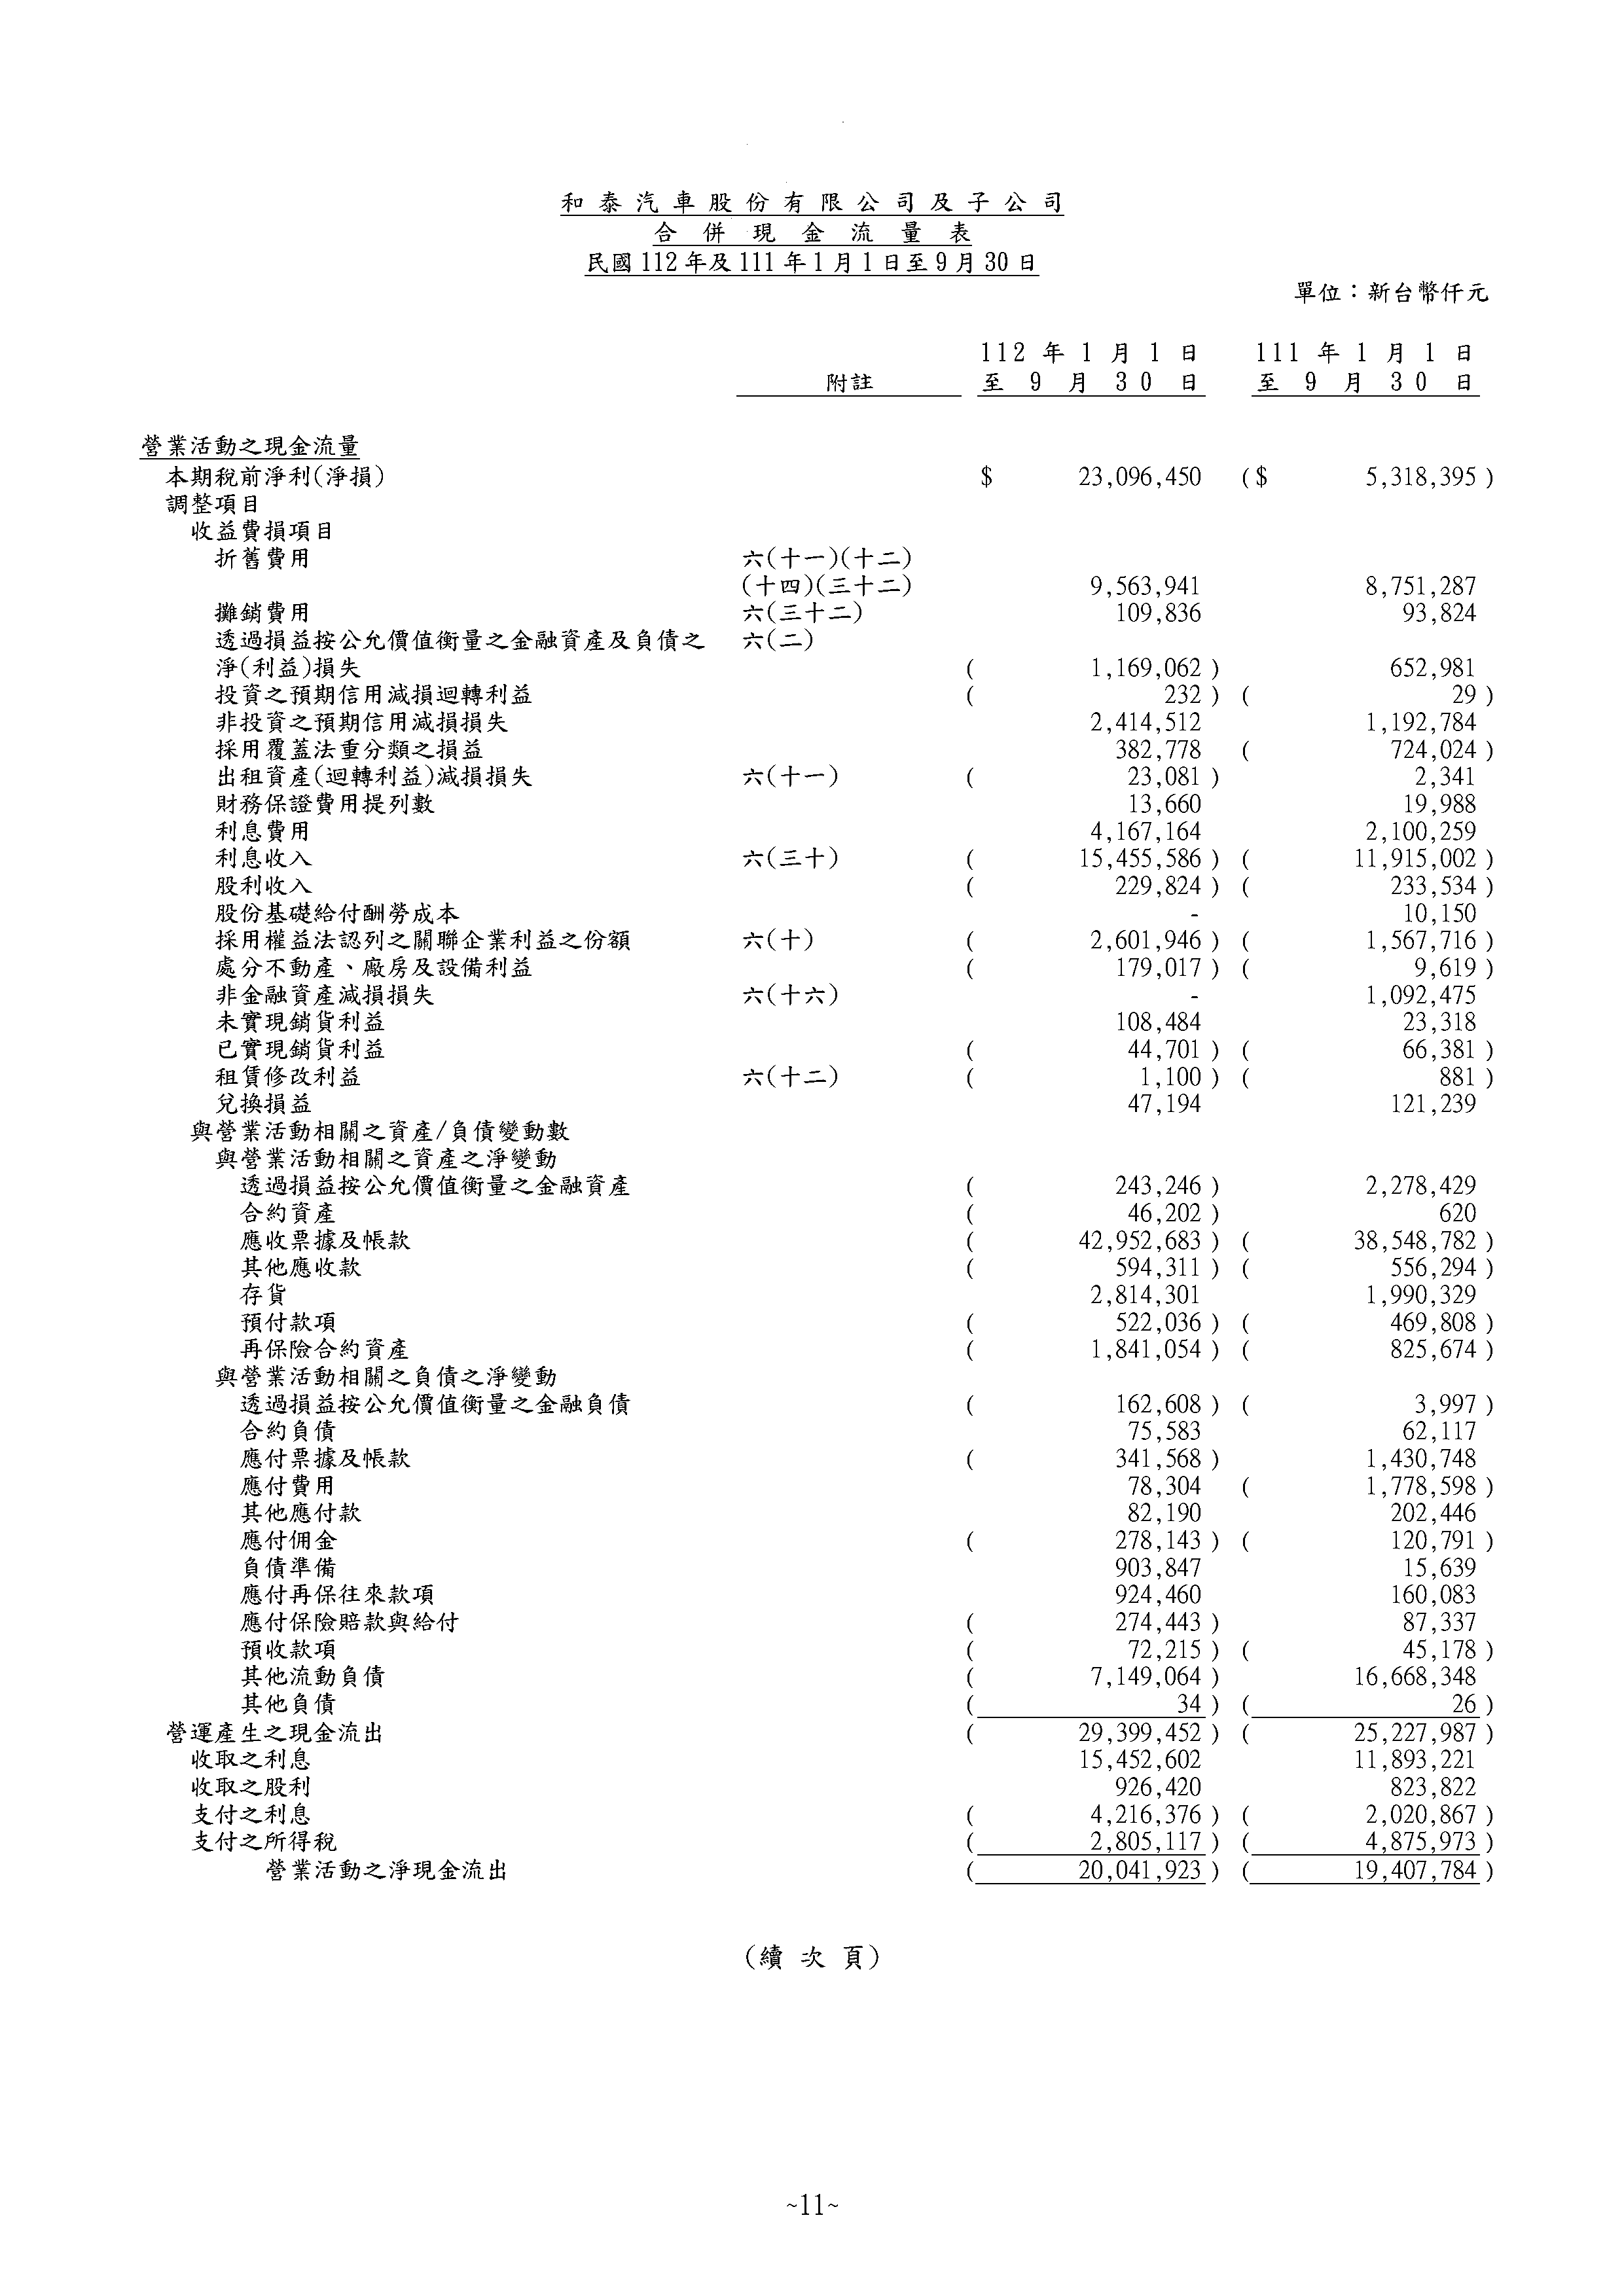 和泰汽車股份有限公司及子公司
合併現金流量表
民國112年及111年1月1日至9月30日
單位：新台幣仟元
112年1月1日 111年1月1日
附註 至9月30日 至9月30日
營業活動之現金流量
本期稅前淨利(淨損) $ 23,096,450 ($ 5,318,395)
調整項目
收益費損項目
折舊費用 六(十一)(十二)
(十四)(三十二) 9,563,941 8,751,287
攤銷費用 六(三十二) 109,836 93,824
透過損益按公允價值衡量之金融資產及負債之 六(二)
淨(利益)損失 ( 1,169,062) 652,981
投資之預期信用減損迴轉利益 ( 232) ( 29)
非投資之預期信用減損損失 2,414,512 1,192,784
採用覆蓋法重分類之損益 382,778 ( 724,024)
出租資產(迴轉利益)減損損失 六(十一) ( 23,081) 2,341
財務保證費用提列數 13,660 19,988
利息費用 4,167,164 2,100,259
利息收入 六(三十) ( 15,455,586) ( 11,915,002)
股利收入 ( 229,824) ( 233,534)
股份基礎給付酬勞成本 - 10,150
採用權益法認列之關聯企業利益之份額 六(十) ( 2,601,946) ( 1,567,716)
處分不動產、廠房及設備利益 ( 179,017) ( 9,619)
非金融資產減損損失 六(十六) - 1,092,475
未實現銷貨利益 108,484 23,318
已實現銷貨利益 ( 44,701) ( 66,381)
租賃修改利益 六(十二) ( 1,100) ( 881)
兌換損益 47,194 121,239
與營業活動相關之資產/負債變動數
與營業活動相關之資產之淨變動
透過損益按公允價值衡量之金融資產 ( 243,246) 2,278,429
合約資產 ( 46,202) 620
應收票據及帳款 ( 42,952,683) ( 38,548,782)
其他應收款 ( 594,311) ( 556,294)
存貨 2,814,301 1,990,329
預付款項 ( 522,036) ( 469,808)
再保險合約資產 ( 1,841,054) ( 825,674)
與營業活動相關之負債之淨變動
透過損益按公允價值衡量之金融負債 ( 162,608) ( 3,997)
合約負債 75,583 62,117
應付票據及帳款 ( 341,568) 1,430,748
應付費用 78,304 ( 1,778,598)
其他應付款 82,190 202,446
應付佣金 ( 278,143) ( 120,791)
負債準備 903,847 15,639
應付再保往來款項 924,460 160,083
應付保險賠款與給付 ( 274,443) 87,337
預收款項 ( 72,215) ( 45,178)
其他流動負債 ( 7,149,064) 16,668,348
其他負債 ( 34) ( 26)
營運產生之現金流出 ( 29,399,452) ( 25,227,987)
收取之利息 15,452,602 11,893,221
收取之股利 926,420 823,822
支付之利息 ( 4,216,376) ( 2,020,867)
支付之所得稅 ( 2,805,117) ( 4,875,973)
營業活動之淨現金流出 ( 20,041,923) ( 19,407,784)
(續次頁)
~11~